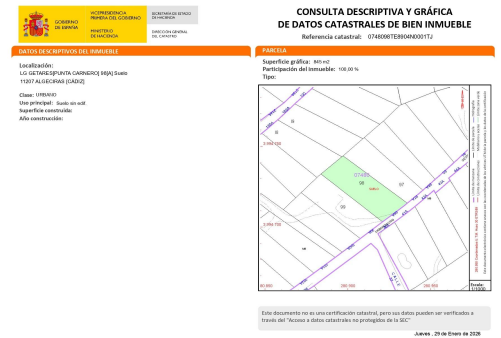 GOBIERNO
DE ESPAÑA
VICEPRESIDENCIA
PRIMERA DEL GOBIERNO
MINISTERIO
DE HACIENDA
SECRETARÍA DE ESTADO
DE HACIENDA
DIRECCIÓN GENERAL
DEL CATASTRO
CONSULTA DESCRIPTIVA Y GRÁFICA
DE DATOS CATASTRALES DE BIEN INMUEBLE
Referencia catastral: 0748098TE8904N0001TJ
DATOS DESCRIPTIVOS DEL INMUEBLE
Localización:
LG GETARES[PUNTA CARNERO] 98[A] Suelo
11207 ALGECIRAS [CÁDIZ]
Clase: URBANO
Uso principal: Suelo sin edif.
Superficie construida:
Año construcción:
PARCELA
Superficie gráfica: 845 m2
Participación del inmueble: 100,00 %
Tipo:
07480
98
97
99
CALLE
Escala:
1/1000
Este documento no es una certificación catastral, pero sus datos pueden ser verificados a
través del "Acceso a datos catastrales no protegidos de la SEC"
Jueves , 29 de Enero de 2026